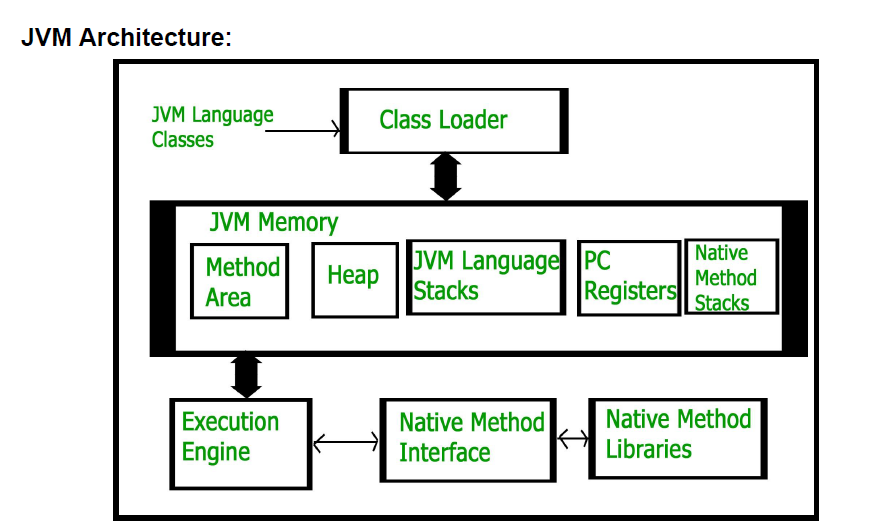 JVM Architecture:
JVM Language
Classes
Class Loader
JVM Memory
Method
Area
Heap
JVM Language
Stacks
PC
Registers
Native
Method
Stacks
Execution
Engine
Native Method
Interface
Native Method
Libraries